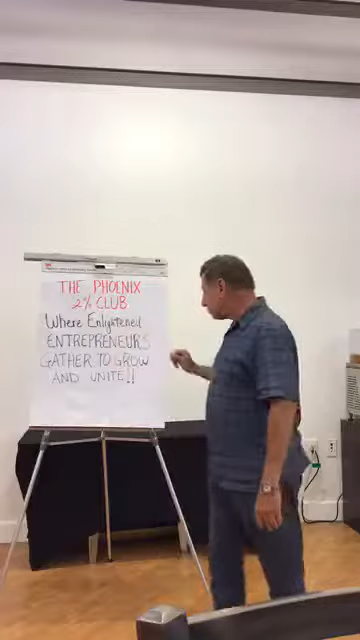 THE PHOENIX
2% CLUB
Where Enlightened
ENTREPRENEURS
GATHER TO GROW
AND UNITE!!